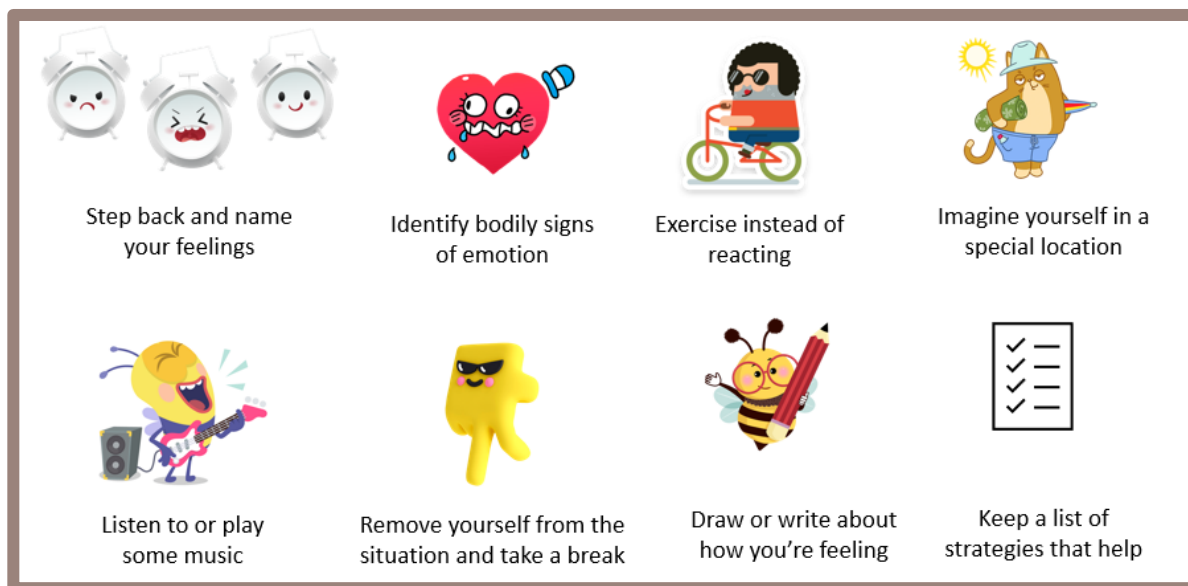 Step back and name
your feelings
Identify bodily signs
of emotion
Exercise instead of
reacting
Imagine yourself in a
special location
Listen to or play
some music
Remove yourself from the
situation and take a break
Draw or write about
how you’re feeling
Keep a list of
strategies that help